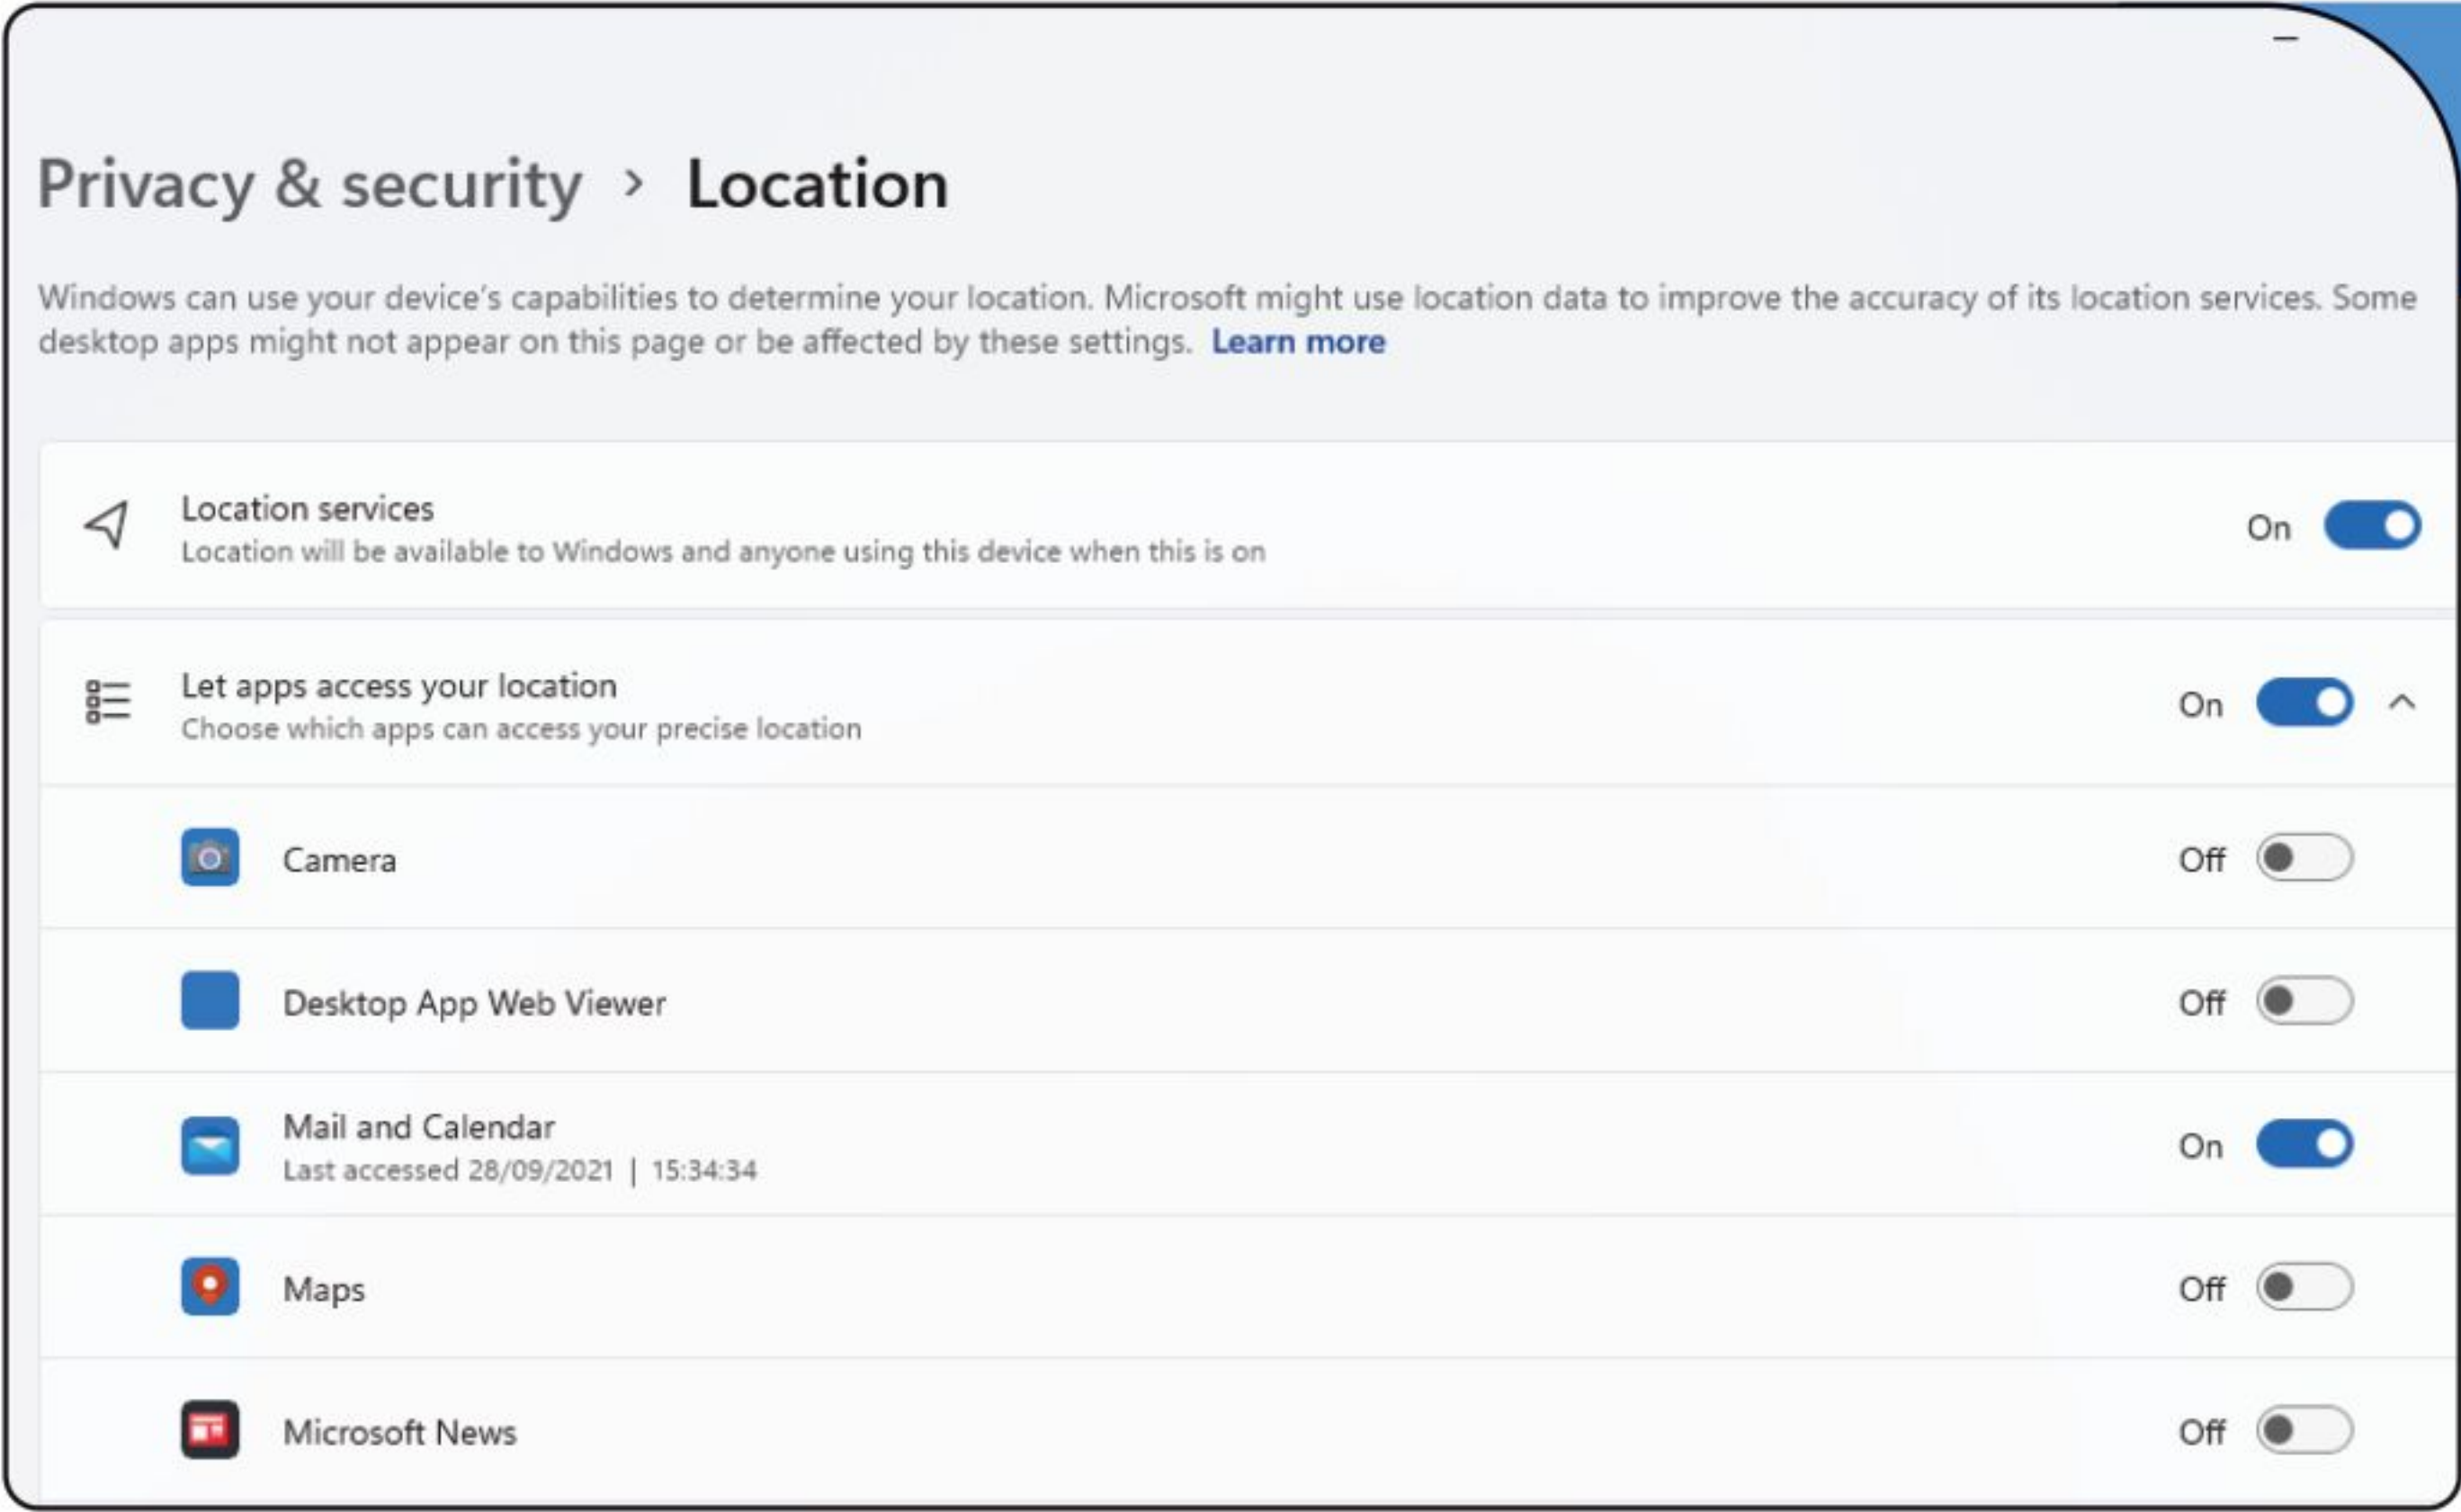 Privacy & security > Location
Windows can use your device's capabilities to determine your location. Microsoft might use location data to improve the accuracy of its location services. Some
desktop apps might not appear on this page or be affected by these settings. Learn more
Location services
Location will be available to Windows and anyone using this device when this is on
On
Let apps access your location
Choose which apps can access your precise location
On
Camera
Off
Desktop App Web Viewer
Off
Mail and Calendar
Last accessed 28/09/2021 | 15:34:34
On
Maps
Off
Microsoft News
Off